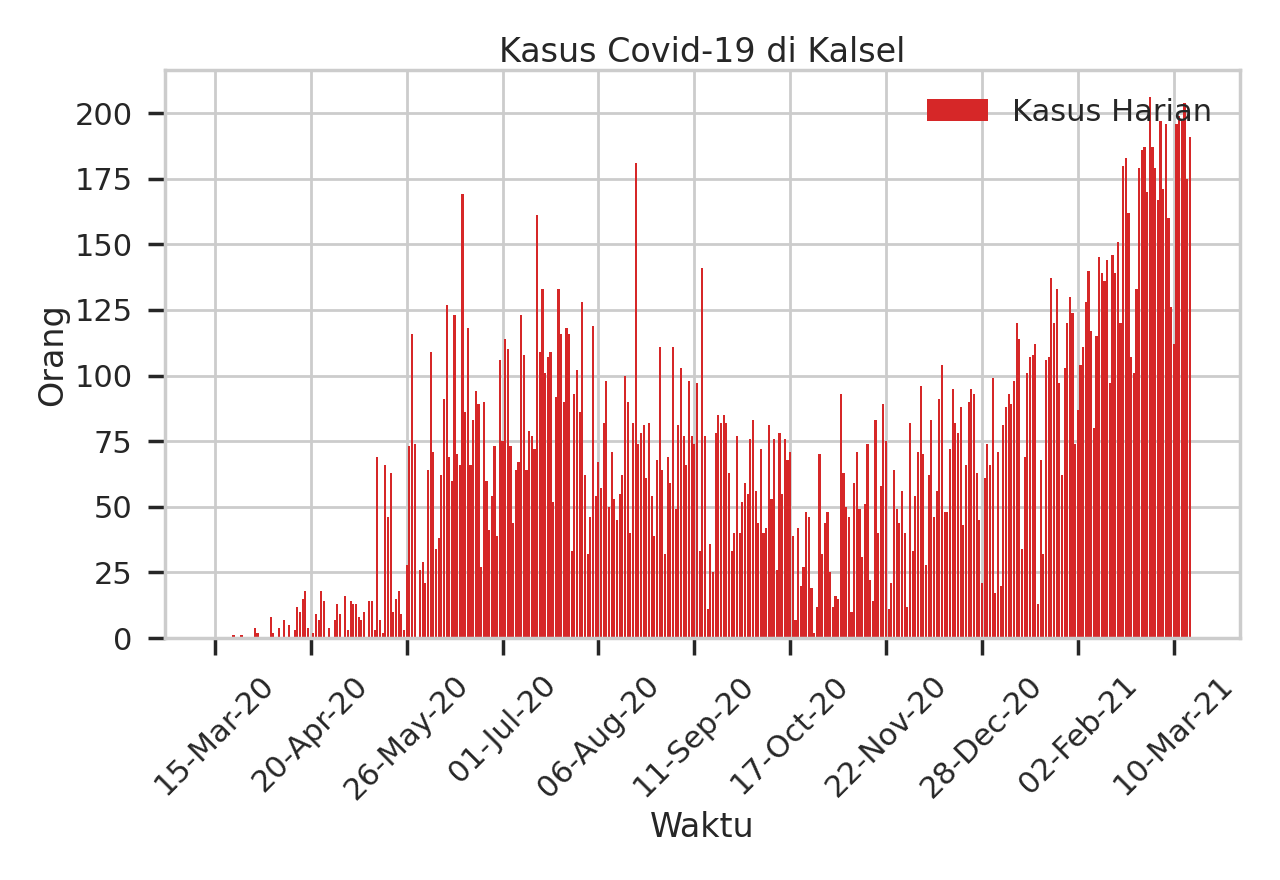 Kasus Covid-19 di Kalsel
Kasus Harian
Orang
200
175
150
125
100
75
50
25
0
15-Mar-20
20-Apr-20
26-May-20
01-Jul-20
06-Aug-20
11-Sep-20
17-Oct-20
22-Nov-20
28-Dec-20
02-Feb-21
10-Mar-21
Waktu